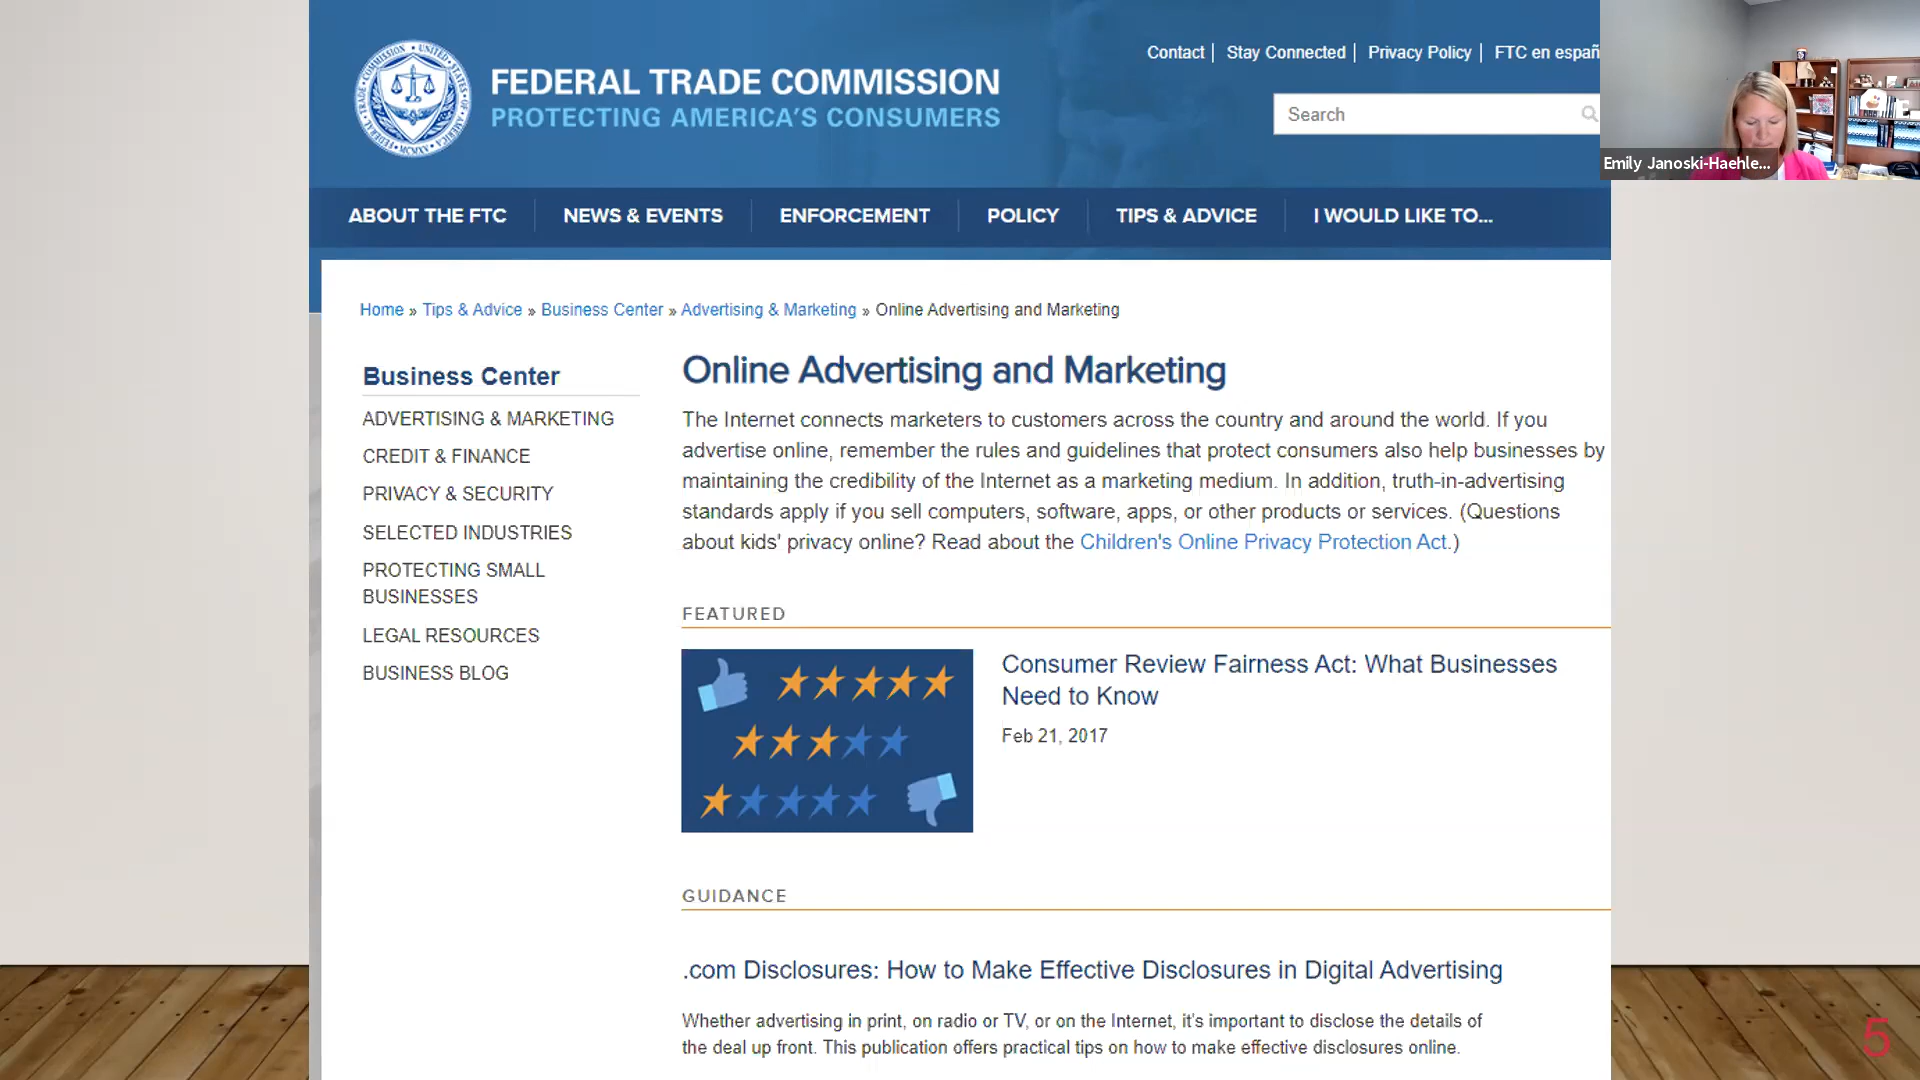 Contact | Stay Connected | Privacy Policy | FTC en españ
FEDERAL TRADE COMMISSION
PROTECTING AMERICA'S CONSUMERS
Search
Emily Janoski-Haehle...
ABOUT THE FTC
NEWS & EVENTS
ENFORCEMENT
POLICY
TIPS & ADVICE
I WOULD LIKE TO...
Home » Tips & Advice » Business Center » Advertising & Marketing » Online Advertising and Marketing
Business Center
ADVERTISING & MARKETING
CREDIT & FINANCE
PRIVACY & SECURITY
SELECTED INDUSTRIES
PROTECTING SMALL
BUSINESSES
LEGAL RESOURCES
BUSINESS BLOG
Online Advertising and Marketing
The Internet connects marketers to customers across the country and around the world. If you
advertise online, remember the rules and guidelines that protect consumers also help businesses by
maintaining the credibility of the Internet as a marketing medium. In addition, truth-in-advertising
standards apply if you sell computers, software, apps, or other products or services. (Questions
about kids' privacy online? Read about the Children's Online Privacy Protection Act.)
FEATURED
Consumer Review Fairness Act: What Businesses
Need to Know
Feb 21, 2017
GUIDANCE
.com Disclosures: How to Make Effective Disclosures in Digital Advertising
Whether advertising in print, on radio or TV, or on the Internet, it's important to disclose the details of
the deal up front. This publication offers practical tips on how to make effective disclosures online.
5